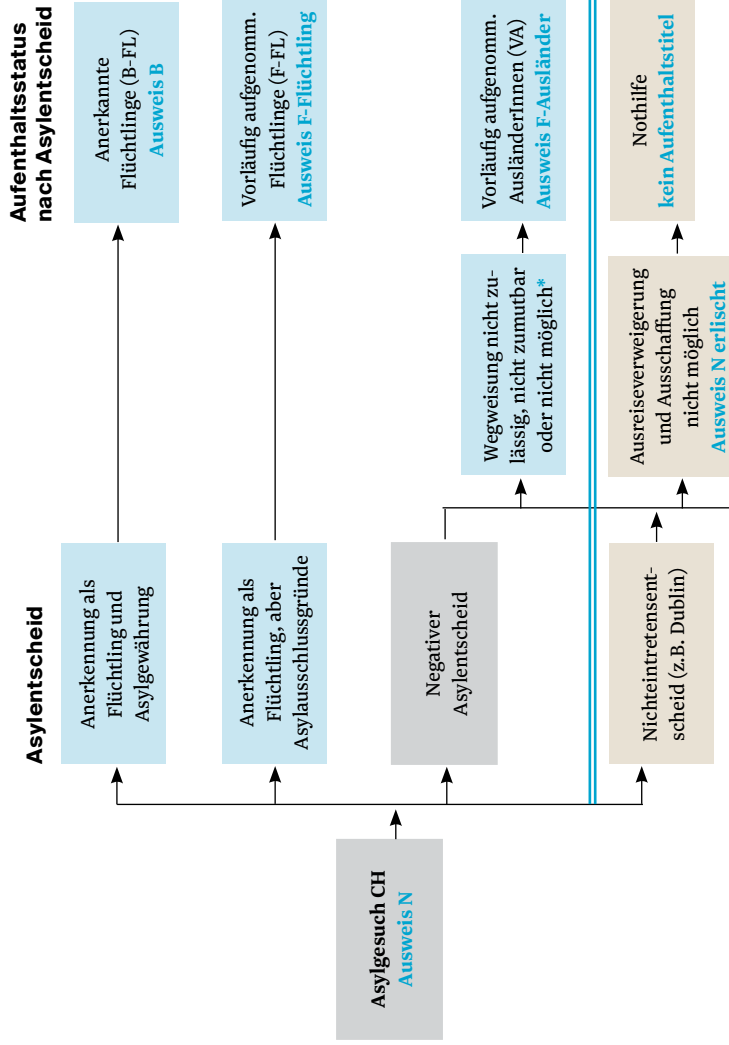 Asylentscheid
Aufenthaltsstatus
nach Asylentscheid
Asylgesuch CH
Ausweis N
Anerkennung als
Flüchtling und
Asylgewährung
Anerkannte
Flüchtlinge (B-FL)
Ausweis B
Anerkennung als
Flüchtling, aber
Asylausschlussgründe
Vorläufig aufgenomm.
Flüchtlinge (F-FL)
Ausweis F-Flüchtling
Negativer
Asylentscheid
Wegweisung nicht zu-
lässig, nicht zumutbar
oder nicht möglich*
Vorläufig aufgenomm.
AusländerInnen (VA)
Ausweis F-Ausländer
Nichteintretensent-
scheid (z.B. Dublin)
Ausreiseverweigerung
und Ausschaffung
nicht möglich
Ausweis N erlischt
Nothilfe
kein Aufenthaltstitel